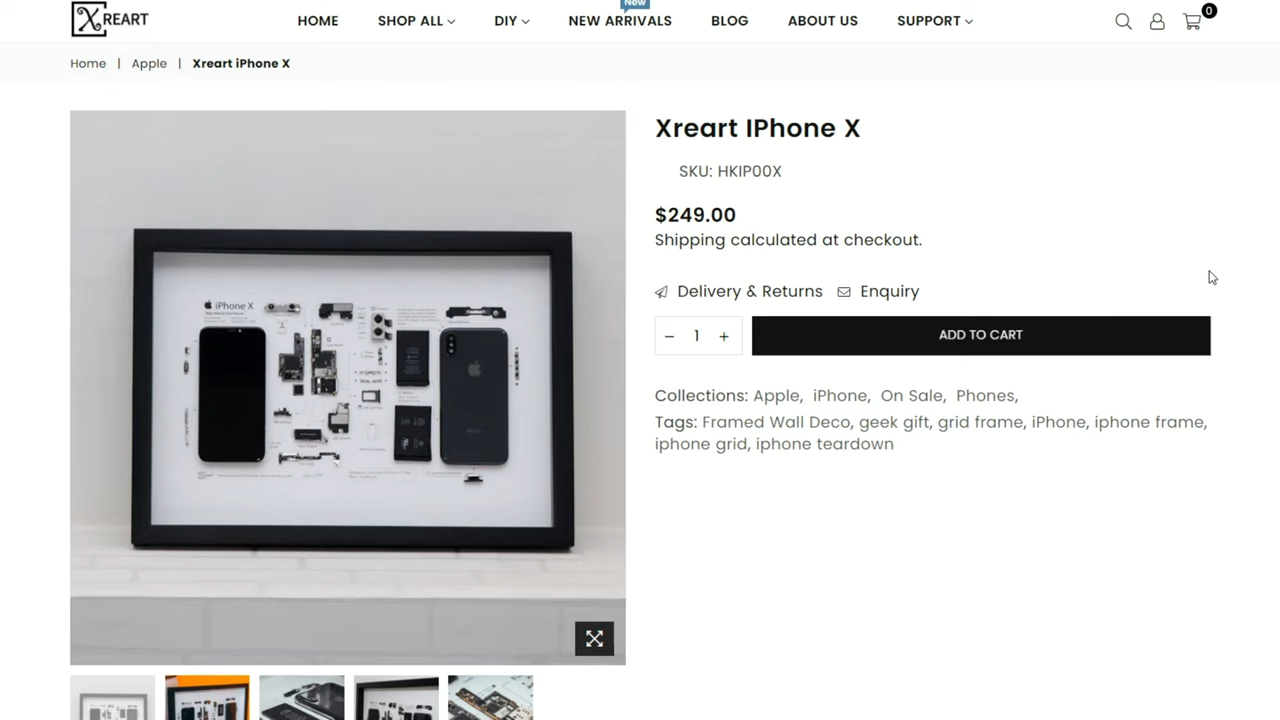 XREART
HOME
SHOP ALL
DIY
New
NEW ARRIVALS
BLOG
ABOUT US
SUPPORT
0
Home | Apple | Xreart iPhone X
Xreart IPhone X
SKU: HKIP00X
$249.00
Shipping calculated at checkout.
Delivery & Returns
Enquiry
− 1 +
ADD TO CART
Collections: Apple, iPhone, On Sale, Phones,
Tags: Framed Wall Deco, geek gift, grid frame, iPhone, iphone frame,
iphone grid, iphone teardown
iPhone X